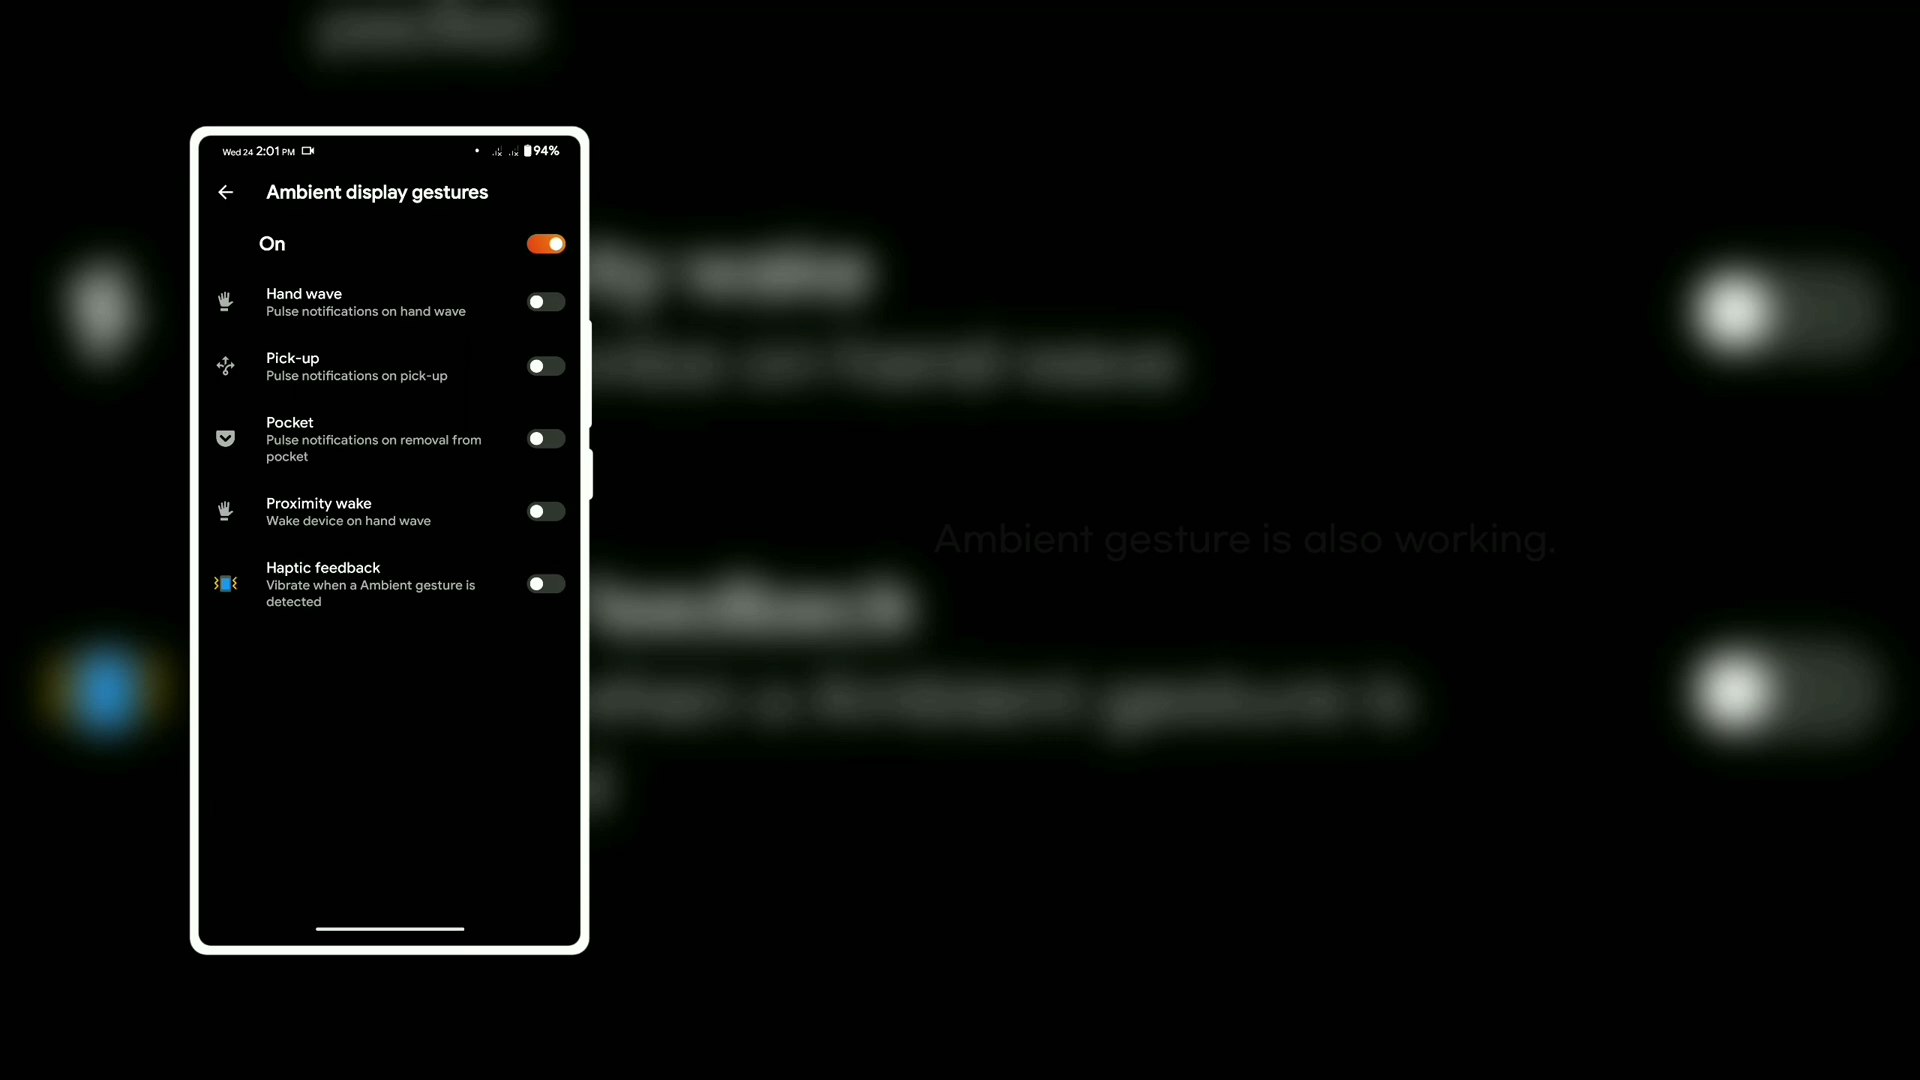 Wed 24 2:01 PM
94%
Ambient display gestures
On
Hand wave
Pulse notifications on hand wave
Pick-up
Pulse notifications on pick-up
Pocket
Pulse notifications on removal from
pocket
Proximity wake
Wake device on hand wave
Haptic feedback
Vibrate when a Ambient gesture is
detected
Ambient gesture is also working.